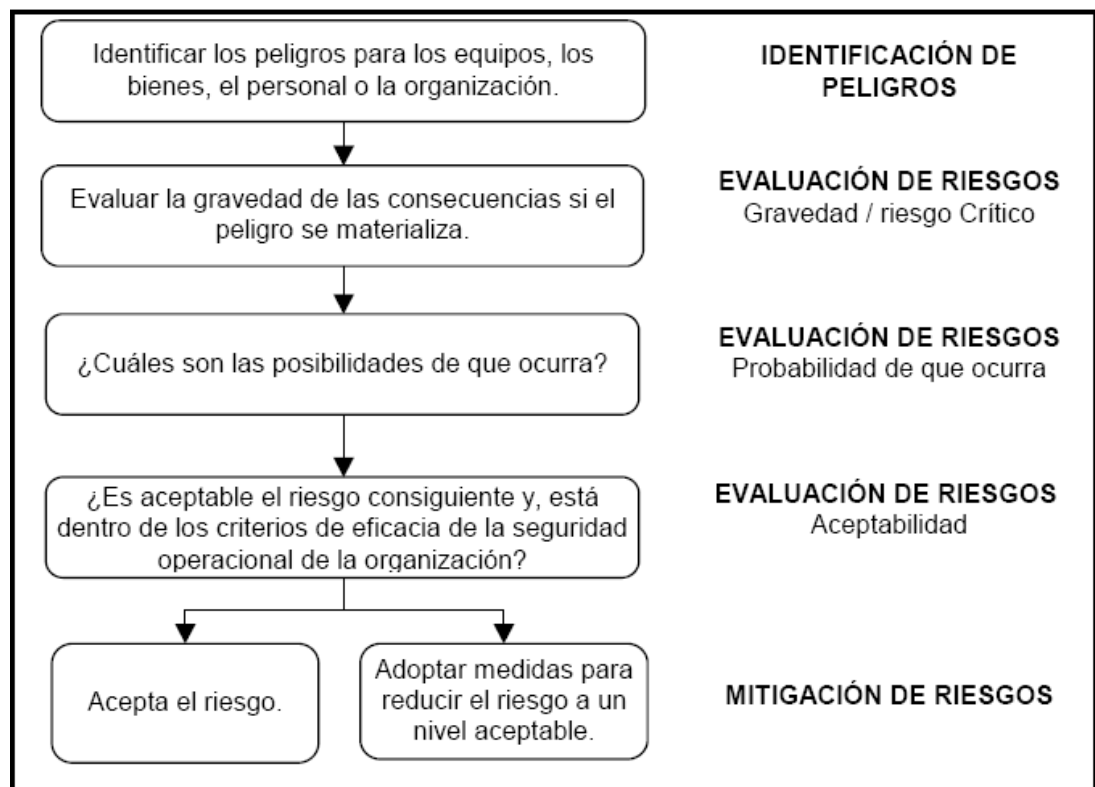 Identificar los peligros para los equipos, los
bienes, el personal o la organización.
IDENTIFICACIÓN DE
PELIGROS
Evaluar la gravedad de las consecuencias si el
peligro se materializa.
EVALUACIÓN DE RIESGOS
Gravedad / riesgo Crítico
¿Cuáles son las posibilidades de que ocurra?
EVALUACIÓN DE RIESGOS
Probabilidad de que ocurra
¿Es aceptable el riesgo consiguiente y, está
dentro de los criterios de eficacia de la seguridad
operacional de la organización?
EVALUACIÓN DE RIESGOS
Aceptabilidad
Acepta el riesgo.
Adoptar medidas para
reducir el riesgo a un
nivel aceptable.
MITIGACIÓN DE RIESGOS